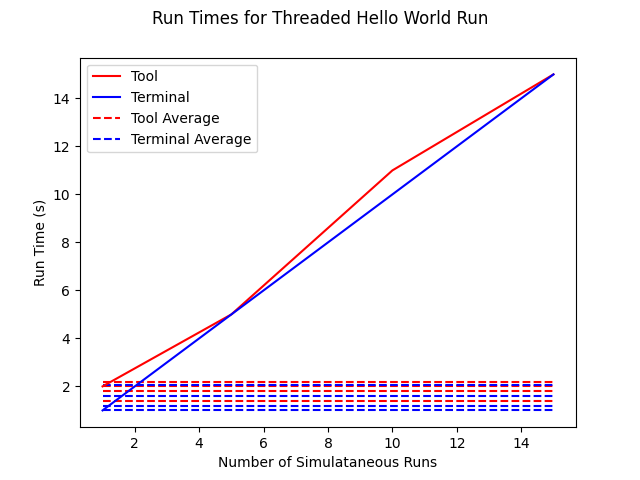 Run Times for Threaded Hello World Run
Tool
Terminal
Tool Average
Terminal Average
14
12
10
8
6
4
2
Run Time (s)
2 4 6 8 10 12 14
Number of Simulataneous Runs